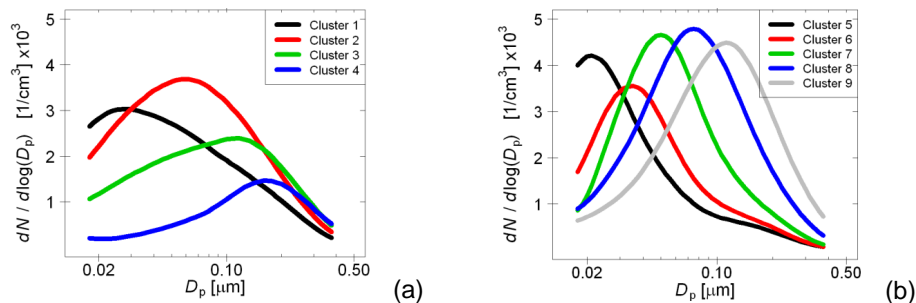 5
4
3
2
1
dN / dlog(Dp) [1/cm³] x10³
Cluster 1
Cluster 2
Cluster 3
Cluster 4
0.02
0.10
0.50
Dp [µm]
(a)
5
4
3
2
1
dN / dlog(Dp) [1/cm³] x10³
Cluster 5
Cluster 6
Cluster 7
Cluster 8
Cluster 9
0.02
0.10
0.50
Dp [µm]
(b)